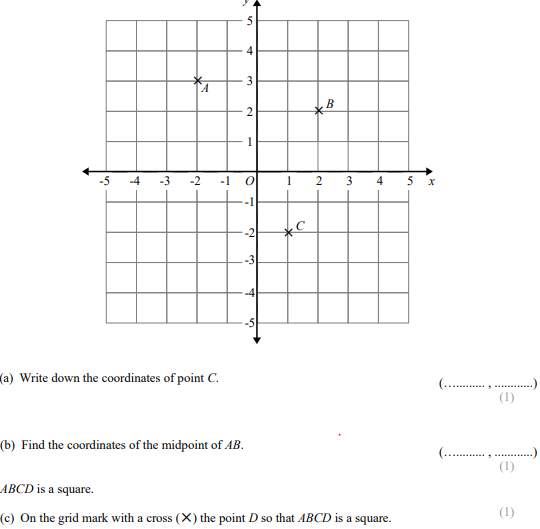 y
5
4
3
A
B
2
1
-5 -4 -3 -2 -1 O 1 2 3 4 5 x
-1
C
-2
-3
-4
-5
(a) Write down the coordinates of point C.
(............ , ............)
(1)
(b) Find the coordinates of the midpoint of AB.
(............ , ............)
(1)
ABCD is a square.
(c) On the grid mark with a cross (✕) the point D so that ABCD is a square.
(1)